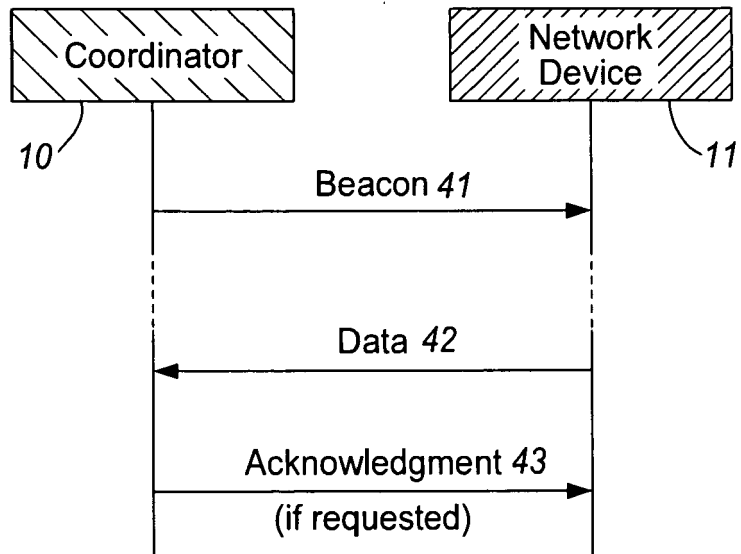 Coordinator
Network
Device
10
11
Beacon 41
Data 42
Acknowledgment 43
(if requested)